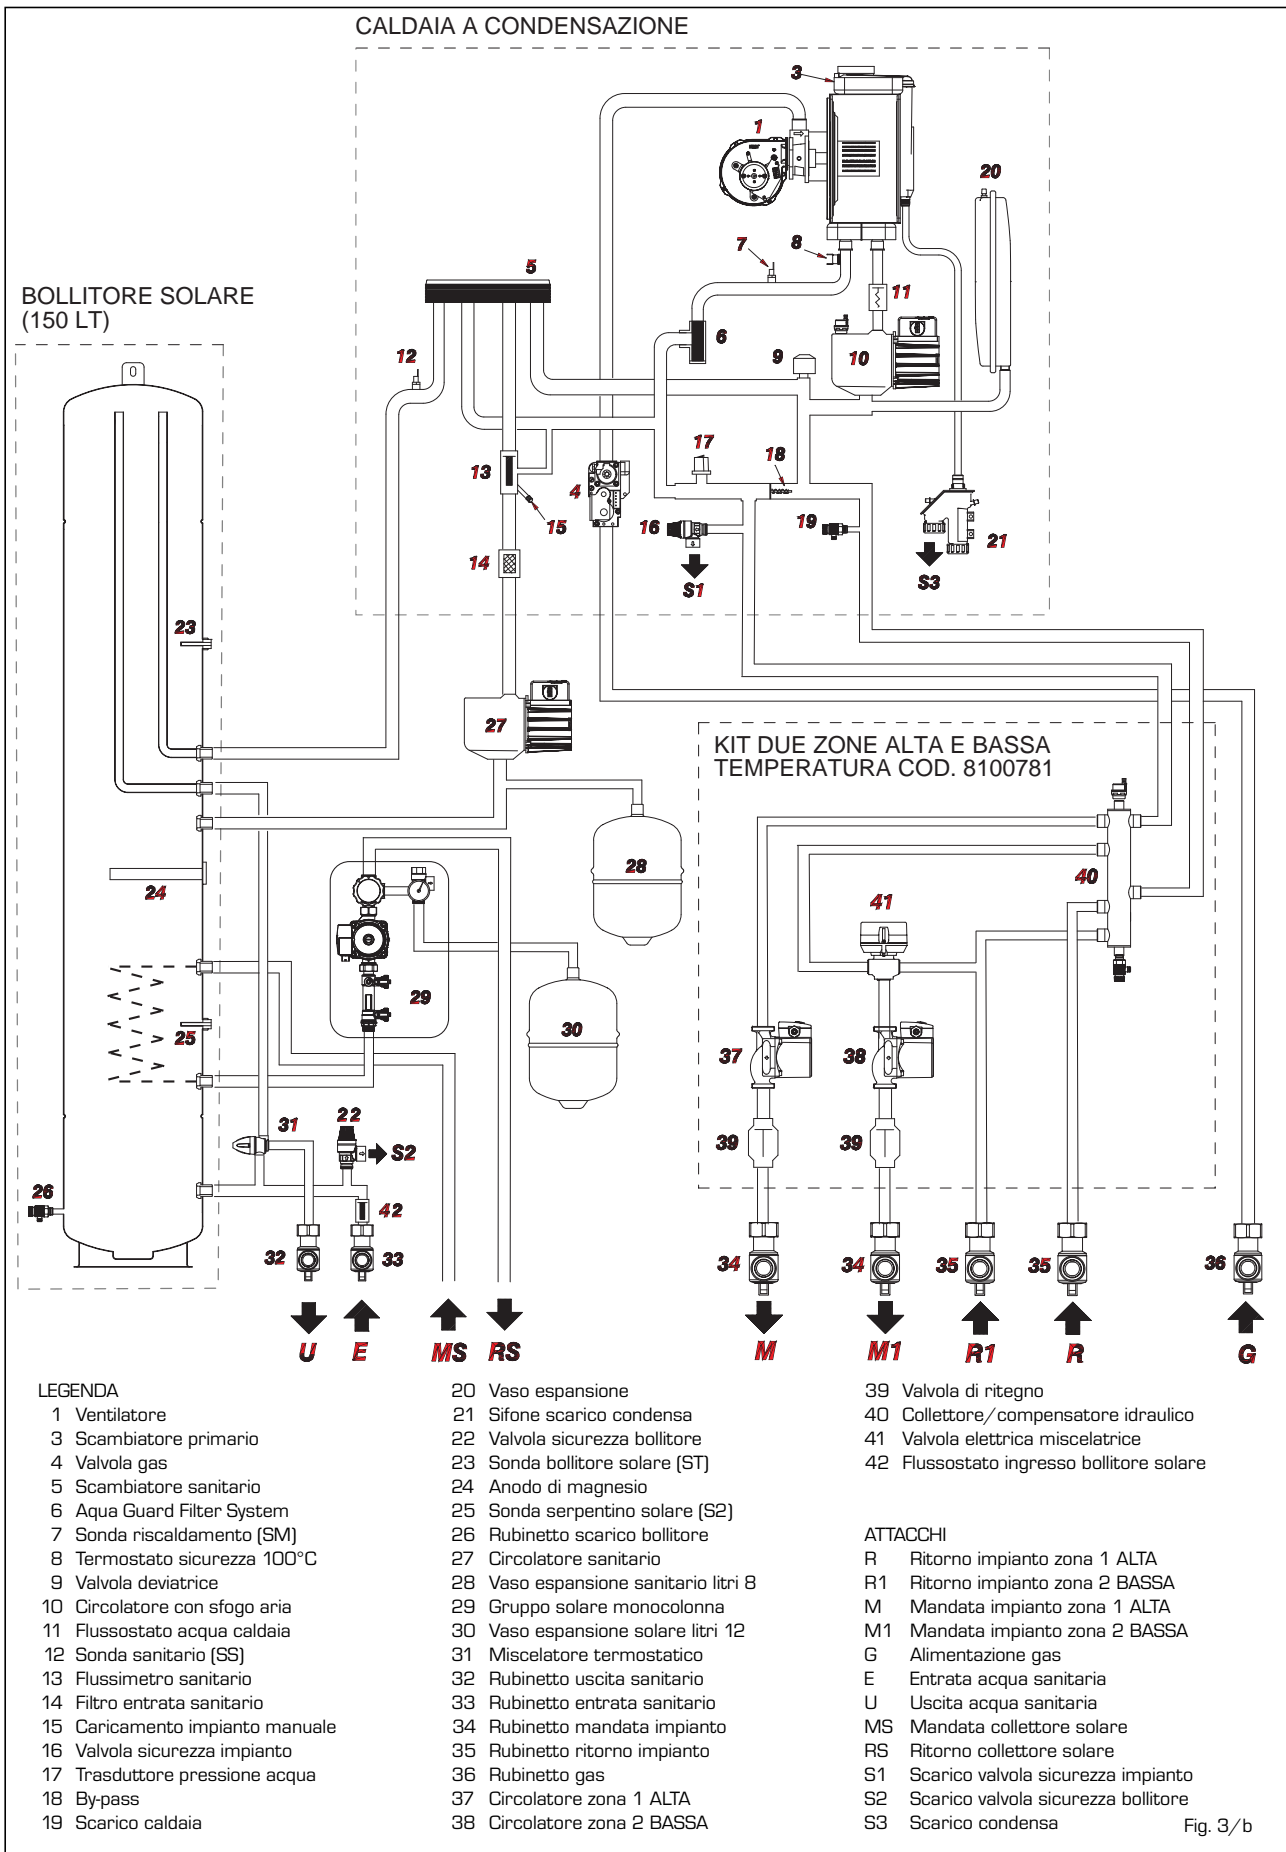 CALDAIA A CONDENSAZIONE
3
1
20
7
8
5
11
BOLLITORE SOLARE
(150 LT)
6
12
9
10
17
13
18
4
15
16
19
21
14
S1
S3
23
27
KIT DUE ZONE ALTA E BASSA
TEMPERATURA COD. 8100781
28
40
24
41
29
25
30
37
38
22
31
S2
39
39
26
42
32
33
34
34
35
35
36
U
E
MS
RS
M
M1
R1
R
G
LEGENDA
1 Ventilatore
3 Scambiatore primario
4 Valvola gas
5 Scambiatore sanitario
6 Aqua Guard Filter System
7 Sonda riscaldamento (SM)
8 Termostato sicurezza 100°C
9 Valvola deviatrice
10 Circolatore con sfogo aria
11 Flussostato acqua caldaia
12 Sonda sanitario (SS)
13 Flussimetro sanitario
14 Filtro entrata sanitario
15 Caricamento impianto manuale
16 Valvola sicurezza impianto
17 Trasduttore pressione acqua
18 By-pass
19 Scarico caldaia
20 Vaso espansione
21 Sifone scarico condensa
22 Valvola sicurezza bollitore
23 Sonda bollitore solare (ST)
24 Anodo di magnesio
25 Sonda serpentino solare (S2)
26 Rubinetto scarico bollitore
27 Circolatore sanitario
28 Vaso espansione sanitario litri 8
29 Gruppo solare monocolonna
30 Vaso espansione solare litri 12
31 Miscelatore termostatico
32 Rubinetto uscita sanitario
33 Rubinetto entrata sanitario
34 Rubinetto mandata impianto
35 Rubinetto ritorno impianto
36 Rubinetto gas
37 Circolatore zona 1 ALTA
38 Circolatore zona 2 BASSA
39 Valvola di ritegno
40 Collettore/compensatore idraulico
41 Valvola elettrica miscelatrice
42 Flussostato ingresso bollitore solare
ATTACCHI
R Ritorno impianto zona 1 ALTA
R1 Ritorno impianto zona 2 BASSA
M Mandata impianto zona 1 ALTA
M1 Mandata impianto zona 2 BASSA
G Alimentazione gas
E Entrata acqua sanitaria
U Uscita acqua sanitaria
MS Mandata collettore solare
RS Ritorno collettore solare
S1 Scarico valvola sicurezza impianto
S2 Scarico valvola sicurezza bollitore
S3 Scarico condensa
Fig. 3/b